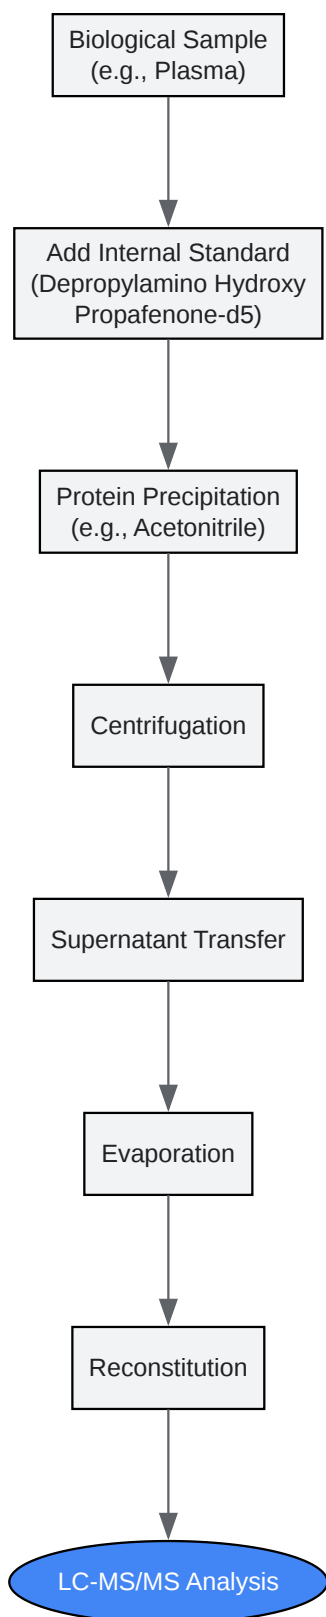 Biological Sample
(e.g., Plasma)
Add Internal Standard
(Depropylamino Hydroxy
Propafenone-d5)
Protein Precipitation
(e.g., Acetonitrile)
Centrifugation
Supernatant Transfer
Evaporation
Reconstitution
LC-MS/MS Analysis